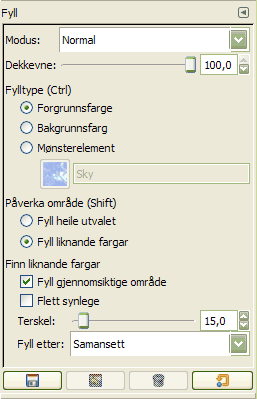 Fyll
Modus: Normal
Dekkevne: 100,0
Fylltype (Ctrl)
Forgrunnsfarge
Bakgrunnsfarg
Mønsterelement
Sky
Påverka område (Shift)
Fyll heile utvalet
Fyll liknande fargar
Finn liknande fargar
Fyll gjennomsiktige område
Flett synlege
Terskel: 15,0
Fyll etter: Samansett